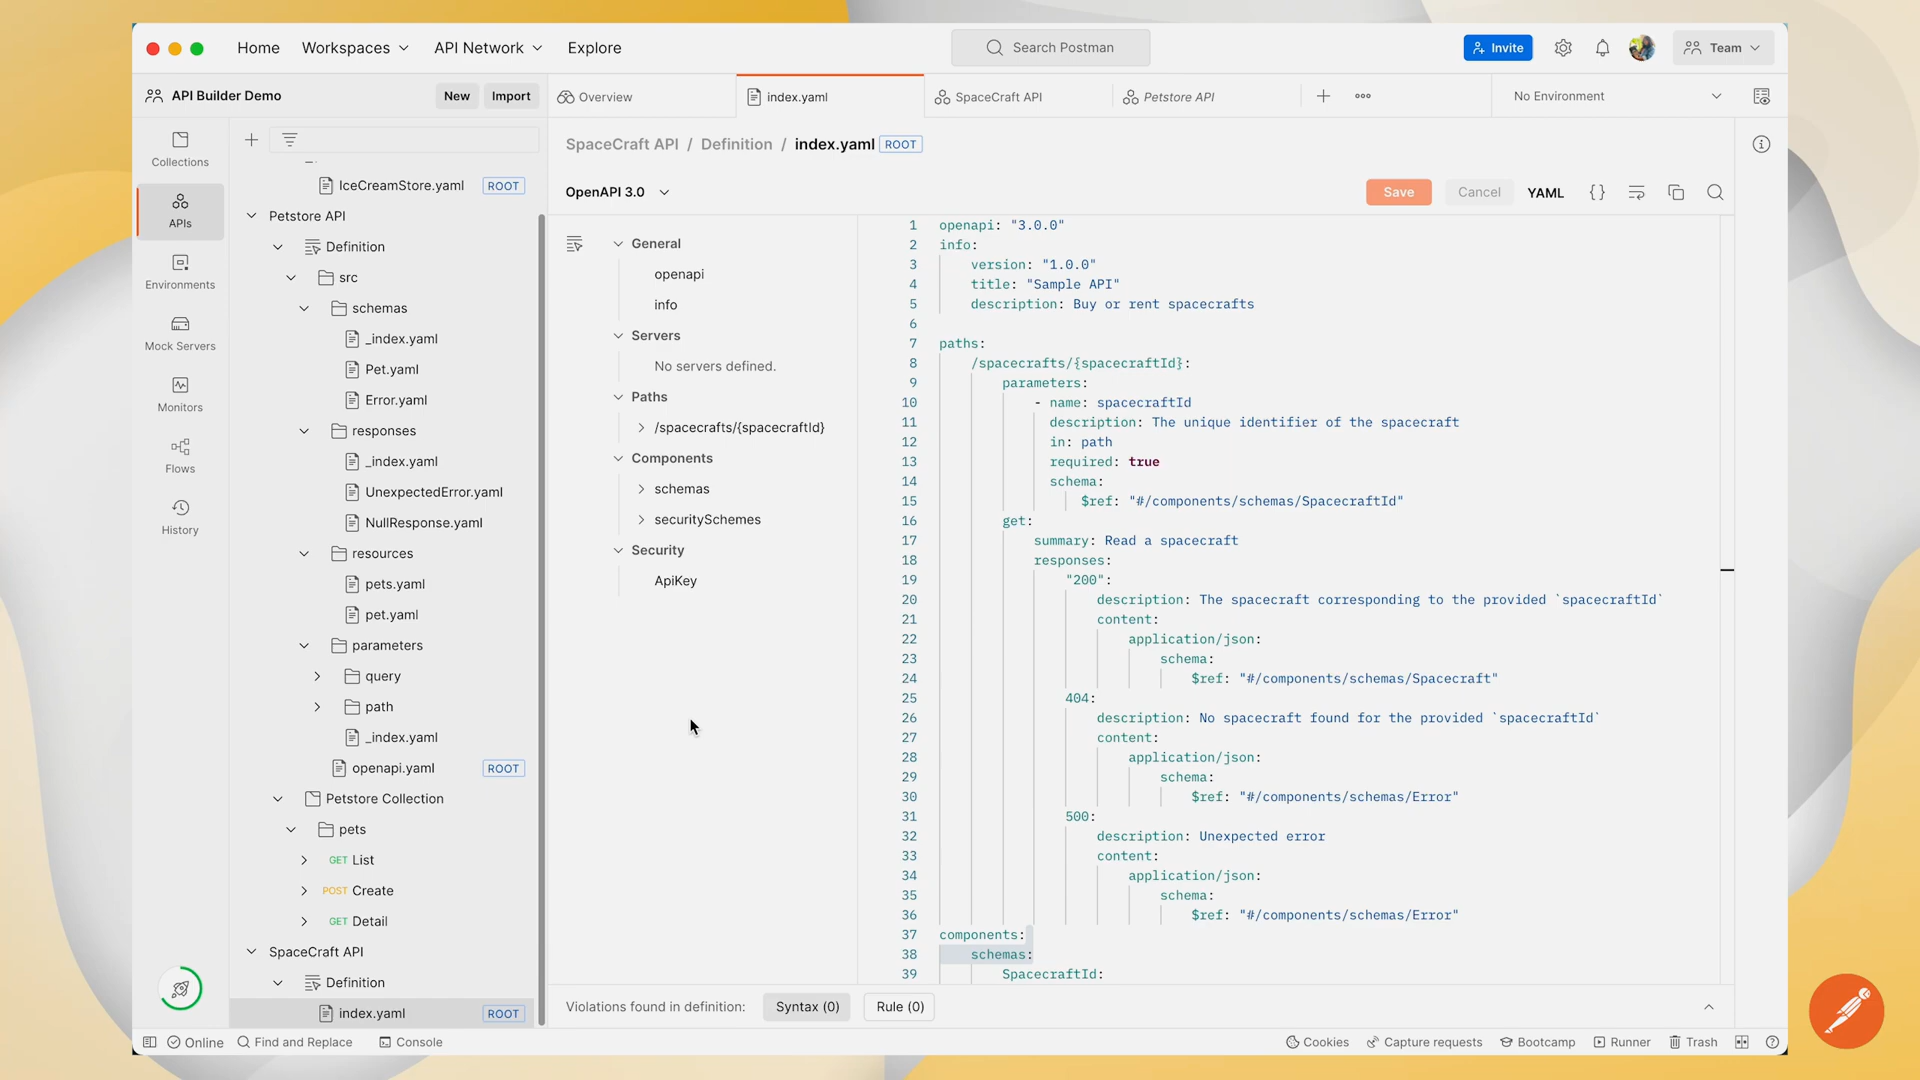 Home Workspaces API Network Explore Search Postman Invite Team
API Builder Demo New Import Overview index.yaml SpaceCraft API Petstore API No Environment
Collections
APIs
Environments
Mock Servers
Monitors
Flows
History
IceCreamStore.yaml ROOT
Petstore API
Definition
src
schemas
_index.yaml
Pet.yaml
Error.yaml
responses
_index.yaml
UnexpectedError.yaml
NullResponse.yaml
resources
pets.yaml
pet.yaml
parameters
query
path
_index.yaml
openapi.yaml ROOT
Petstore Collection
pets
GET List
POST Create
GET Detail
SpaceCraft API
Definition
index.yaml ROOT
SpaceCraft API / Definition / index.yaml ROOT
OpenAPI 3.0 Save Cancel YAML {}
General
openapi
info
Servers
No servers defined.
Paths
/spacecrafts/{spacecraftId}
Components
schemas
securitySchemes
Security
ApiKey
1 openapi: "3.0.0"
2 info:
3 version: "1.0.0"
4 title: "Sample API"
5 description: Buy or rent spacecrafts
6
7 paths:
8 /spacecrafts/{spacecraftId}:
9 parameters:
10 - name: spacecraftId
11 description: The unique identifier of the spacecraft
12 in: path
13 required: true
14 schema:
15 $ref: "#/components/schemas/SpacecraftId"
16 get:
17 summary: Read a spacecraft
18 responses:
19 "200":
20 description: The spacecraft corresponding to the provided `spacecraftId`
21 content:
22 application/json:
23 schema:
24 $ref: "#/components/schemas/Spacecraft"
25 404:
26 description: No spacecraft found for the provided `spacecraftId`
27 content:
28 application/json:
29 schema:
30 $ref: "#/components/schemas/Error"
31 500:
32 description: Unexpected error
33 content:
34 application/json:
35 schema:
36 $ref: "#/components/schemas/Error"
37 components:
38 schemas:
39 SpacecraftId:
Violations found in definition: Syntax (0) Rule (0)
Online Find and Replace Console Cookies Capture requests Bootcamp Runner Trash